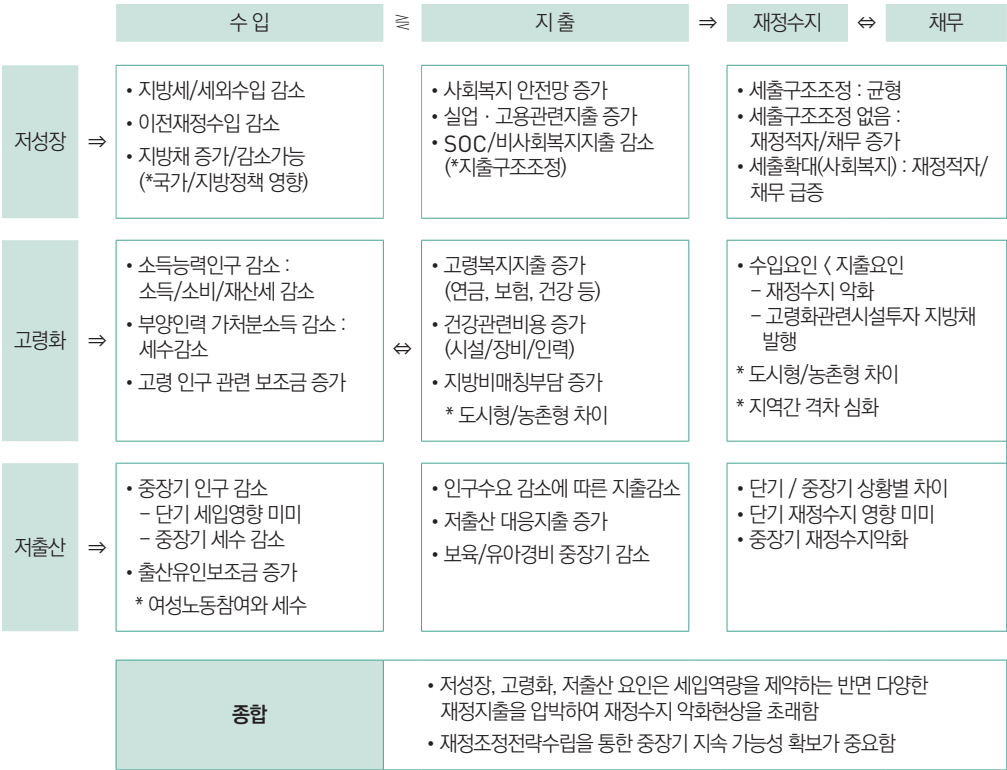 수 입 ≧ 지 출 ⇒ 재정수지 ⇔ 채무
저성장 ⇒
• 지방세/세외수입 감소
• 이전재정수입 감소
• 지방채 증가/감소가능
(*국가/지방정책 영향)
• 사회복지 안전망 증가
• 실업 · 고용관련지출 증가
• SOC/비사회복지지출 감소
(*지출구조조정)
• 세출구조조정 : 균형
• 세출구조조정 없음 :
재정적자/채무 증가
• 세출확대(사회복지) : 재정적자/
채무 급증
고령화 ⇒
• 소득능력인구 감소 :
소득/소비/재산세 감소
• 부양인력 가처분소득 감소 :
세수감소
• 고령 인구 관련 보조금 증가
⇔
• 고령복지지출 증가
(연금, 보험, 건강 등)
• 건강관련비용 증가
(시설/장비/인력)
• 지방비매칭부담 증가
* 도시형/농촌형 차이
• 수입요인 < 지출요인
– 재정수지 악화
– 고령화관련시설투자 지방채
발행
* 도시형/농촌형 차이
* 지역간 격차 심화
저출산 ⇒
• 중장기 인구 감소
– 단기 세입영향 미미
– 중장기 세수 감소
• 출산유인보조금 증가
* 여성노동참여와 세수
• 인구수요 감소에 따른 지출감소
• 저출산 대응지출 증가
• 보육/유아경비 중장기 감소
• 단기 / 중장기 상황별 차이
• 단기 재정수지 영향 미미
• 중장기 재정수지악화
종합
• 저성장, 고령화, 저출산 요인은 세입역량을 제약하는 반면 다양한
재정지출을 압박하여 재정수지 악화현상을 초래함
• 재정조정전략수립을 통한 중장기 지속 가능성 확보가 중요함